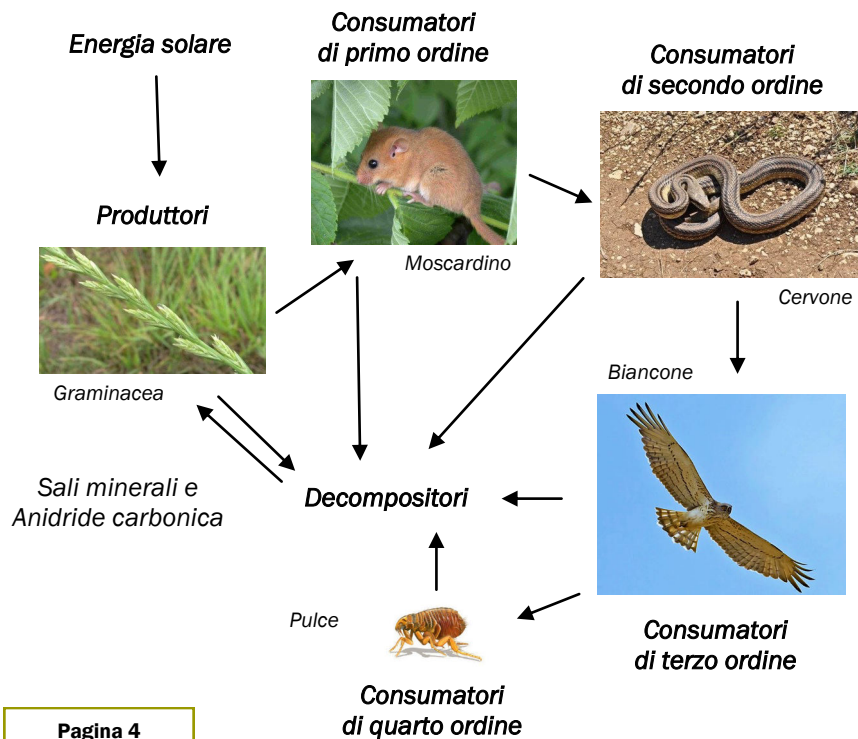 Energia solare
Consumatori
di primo ordine
Consumatori
di secondo ordine
Produttori
Moscardino
Cervone
Graminacea
Biancone
Sali minerali e
Anidride carbonica
Decompositori
Pulce
Consumatori
di terzo ordine
Consumatori
di quarto ordine
Pagina 4